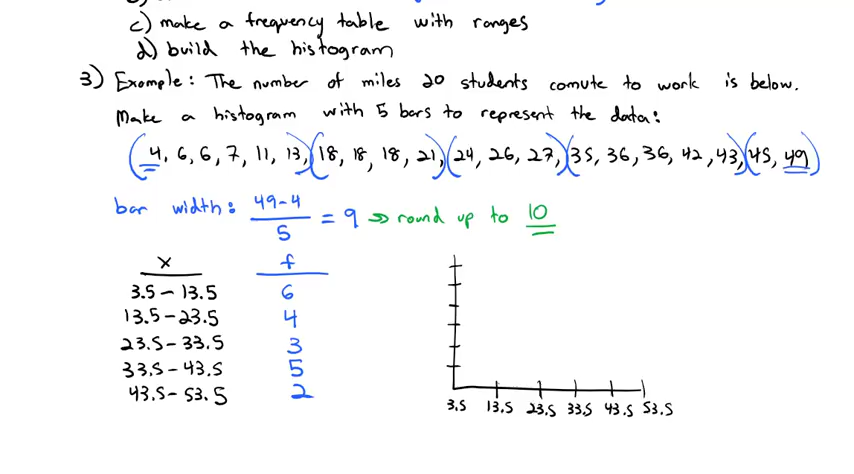 c) make a frequency table with ranges
d) build the histogram
3) Example: The number of miles 20 students comute to work is below.
Make a histogram with 5 bars to represent the data:
(4, 6, 6, 7, 11, 13,)(18, 18, 18, 21,)(24, 26, 27,)(35, 36, 36, 42, 43,)(45, 49)
bar width: 49-4/5 = 9 => round up to 10
x f
3.5 - 13.5 6
13.5 - 23.5 4
23.5 - 33.5 3
33.5 - 43.5 5
43.5 - 53.5 2
3.5 13.5 23.5 33.5 43.5 53.5